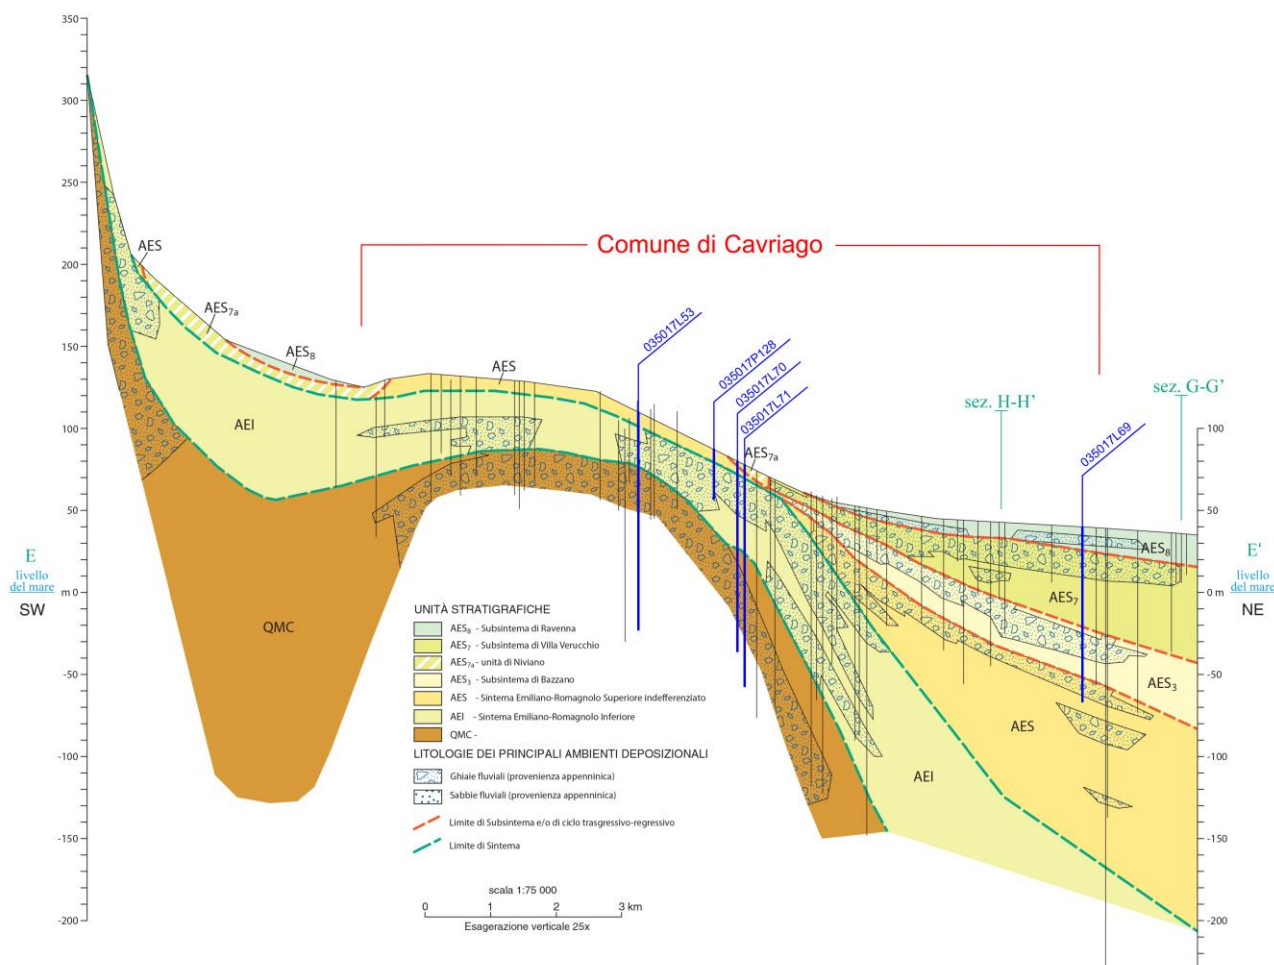 350
300
250
200
150
100
50
m 0
-50
-100
-150
-200
E
livello
del mare
SW
AES
AES7a
AES8
AEI
QMC
Comune di Cavriago
AES
035017L53
035017P128
035017L70
035017L71
AES7a
sez. H-H'
035017L69
sez. G-G'
AES8
AES7
AES3
AES
AEI
100
50
0 m
-50
-100
-150
-200
E'
livello
del mare
NE
UNITÀ STRATIGRAFICHE
AES8 - Subsintema di Ravenna
AES7 - Subsintema di Villa Verucchio
AES7a- unità di Niviano
AES3 - Subsintema di Bazzano
AES - Sintema Emiliano-Romagnolo Superiore indefferenziato
AEI - Sintema Emiliano-Romagnolo Inferiore
QMC -
LITOLOGIE DEI PRINCIPALI AMBIENTI DEPOSIZIONALI
Ghiaie fluviali (provenienza appenninica)
Sabbie fluviali (provenienza appenninica)
Limite di Subsintema e/o di ciclo trasgressivo-regressivo
Limite di Sintema
scala 1:75 000
0 1 2 3 km
Esagerazione verticale 25x